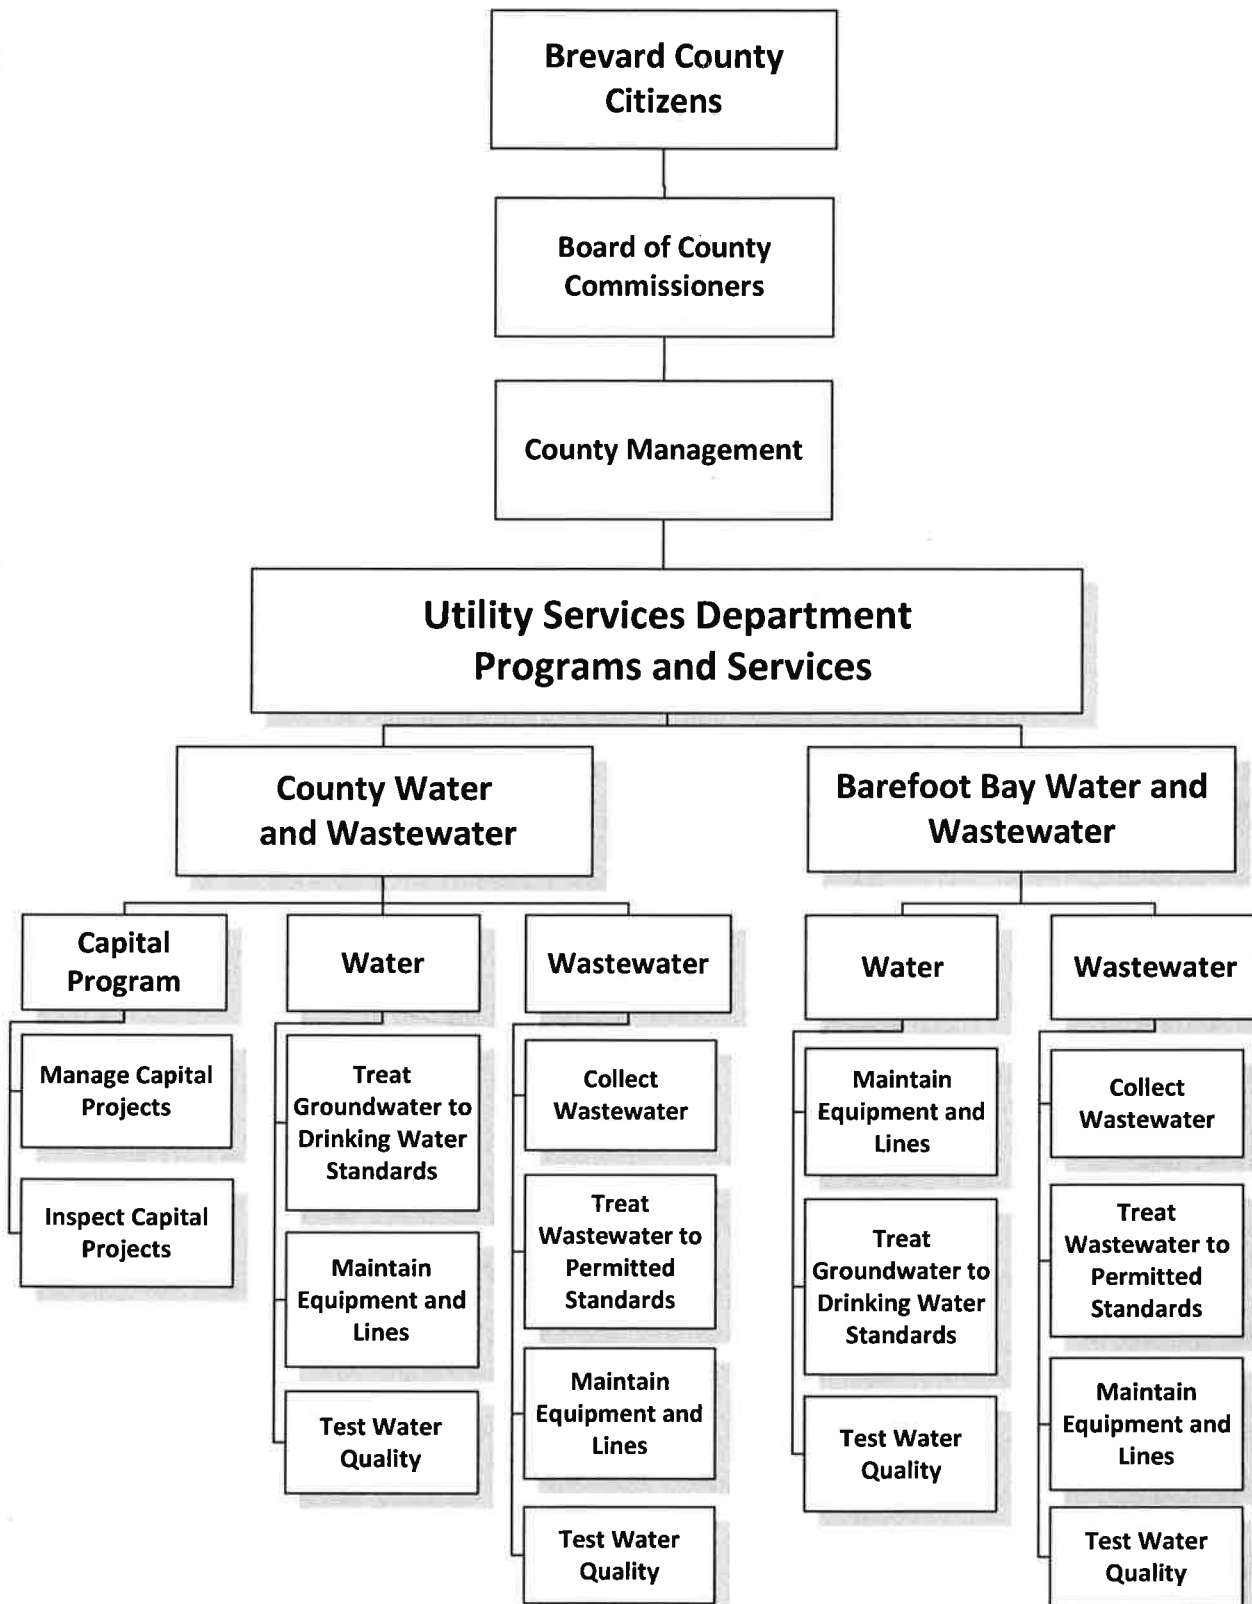 Brevard County
Citizens
Board of County
Commissioners
County Management
Utility Services Department
Programs and Services
County Water
and Wastewater
Barefoot Bay Water and
Wastewater
Capital
Program
Water
Wastewater
Water
Wastewater
Manage Capital
Projects
Inspect Capital
Projects
Treat
Groundwater to
Drinking Water
Standards
Maintain
Equipment and
Lines
Test Water
Quality
Collect
Wastewater
Treat
Wastewater to
Permitted
Standards
Maintain
Equipment and
Lines
Test Water
Quality
Maintain
Equipment and
Lines
Treat
Groundwater to
Drinking Water
Standards
Test Water
Quality
Collect
Wastewater
Treat
Wastewater to
Permitted
Standards
Maintain
Equipment and
Lines
Test Water
Quality